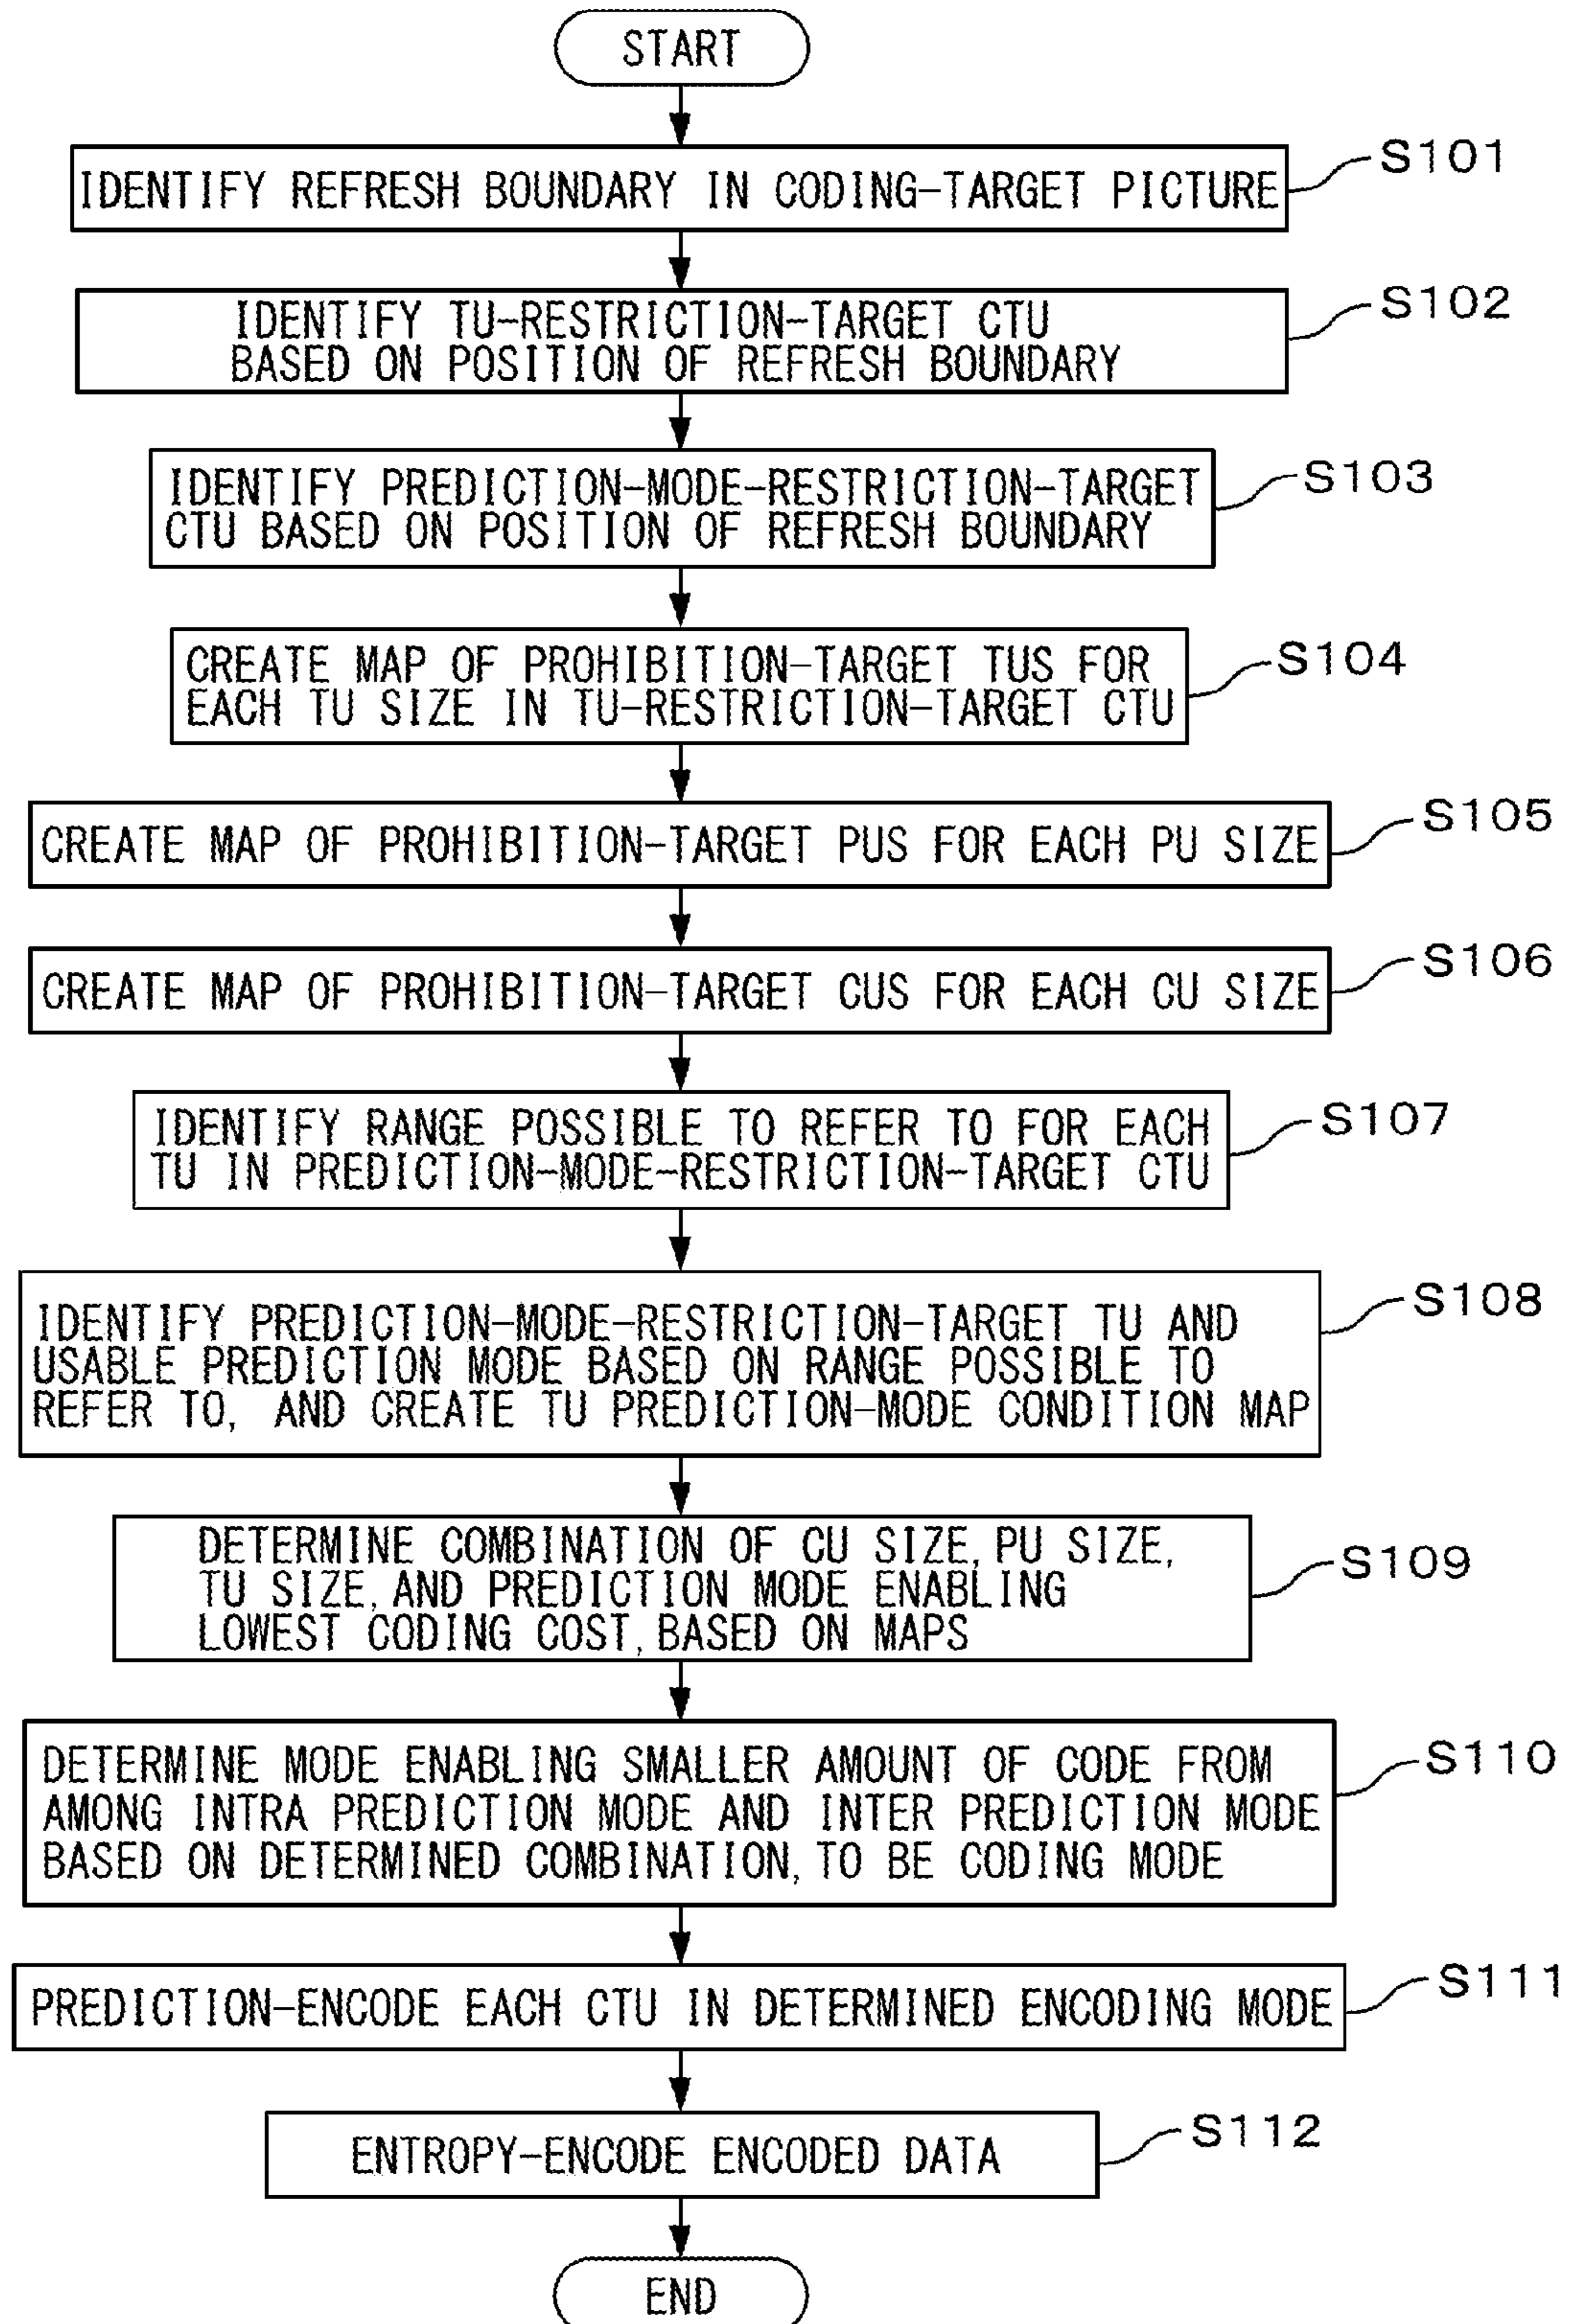 START
IDENTIFY REFRESH BOUNDARY IN CODING-TARGET PICTURE
S101
IDENTIFY TU-RESTRICTION-TARGET CTU
BASED ON POSITION OF REFRESH BOUNDARY
S102
IDENTIFY PREDICTION-MODE-RESTRICTION-TARGET
CTU BASED ON POSITION OF REFRESH BOUNDARY
S103
CREATE MAP OF PROHIBITION-TARGET TUS FOR
EACH TU SIZE IN TU-RESTRICTION-TARGET CTU
S104
CREATE MAP OF PROHIBITION-TARGET PUS FOR EACH PU SIZE
S105
CREATE MAP OF PROHIBITION-TARGET CUS FOR EACH CU SIZE
S106
IDENTIFY RANGE POSSIBLE TO REFER TO FOR EACH
TU IN PREDICTION-MODE-RESTRICTION-TARGET CTU
S107
IDENTIFY PREDICTION-MODE-RESTRICTION-TARGET TU AND
USABLE PREDICTION MODE BASED ON RANGE POSSIBLE TO
REFER TO, AND CREATE TU PREDICTION-MODE CONDITION MAP
S108
DETERMINE COMBINATION OF CU SIZE, PU SIZE,
TU SIZE, AND PREDICTION MODE ENABLING
LOWEST CODING COST, BASED ON MAPS
S109
DETERMINE MODE ENABLING SMALLER AMOUNT OF CODE FROM
AMONG INTRA PREDICTION MODE AND INTER PREDICTION MODE
BASED ON DETERMINED COMBINATION, TO BE CODING MODE
S110
PREDICTION-ENCODE EACH CTU IN DETERMINED ENCODING MODE
S111
ENTROPY-ENCODE ENCODED DATA
S112
END